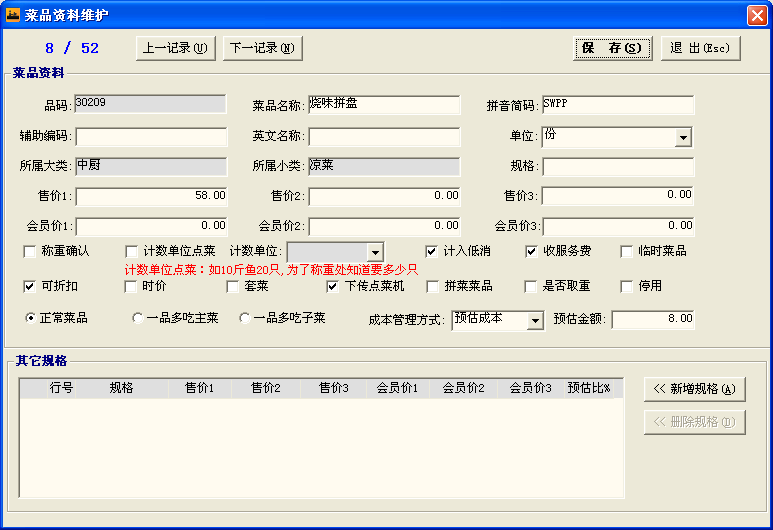 菜品资料维护
8 / 52 上一记录(U) 下一记录(N) 保 存(S) 退 出(Esc)
菜品资料
品码: 30209 菜品名称: 烧味拼盘 拼音简码: SWPP
辅助编码: 英文名称: 单位: 份
所属大类: 中厨 所属小类: 凉菜 规格:
售价1: 58.00 售价2: 0.00 售价3: 0.00
会员价1: 0.00 会员价2: 0.00 会员价3: 0.00
称重确认 计数单位点菜 计数单位: 计入低消 收服务费 临时菜品
计数单位点菜：如10斤鱼20只,为了称重处知道要多少只
可折扣 时价 套菜 下传点菜机 拼菜菜品 是否取重 停用
正常菜品 一品多吃主菜 一品多吃子菜 成本管理方式: 预估成本 预估金额: 8.00
其它规格
行号 规格 售价1 售价2 售价3 会员价1 会员价2 会员价3 预估比%
<< 新增规格(A)
<< 删除规格(D)